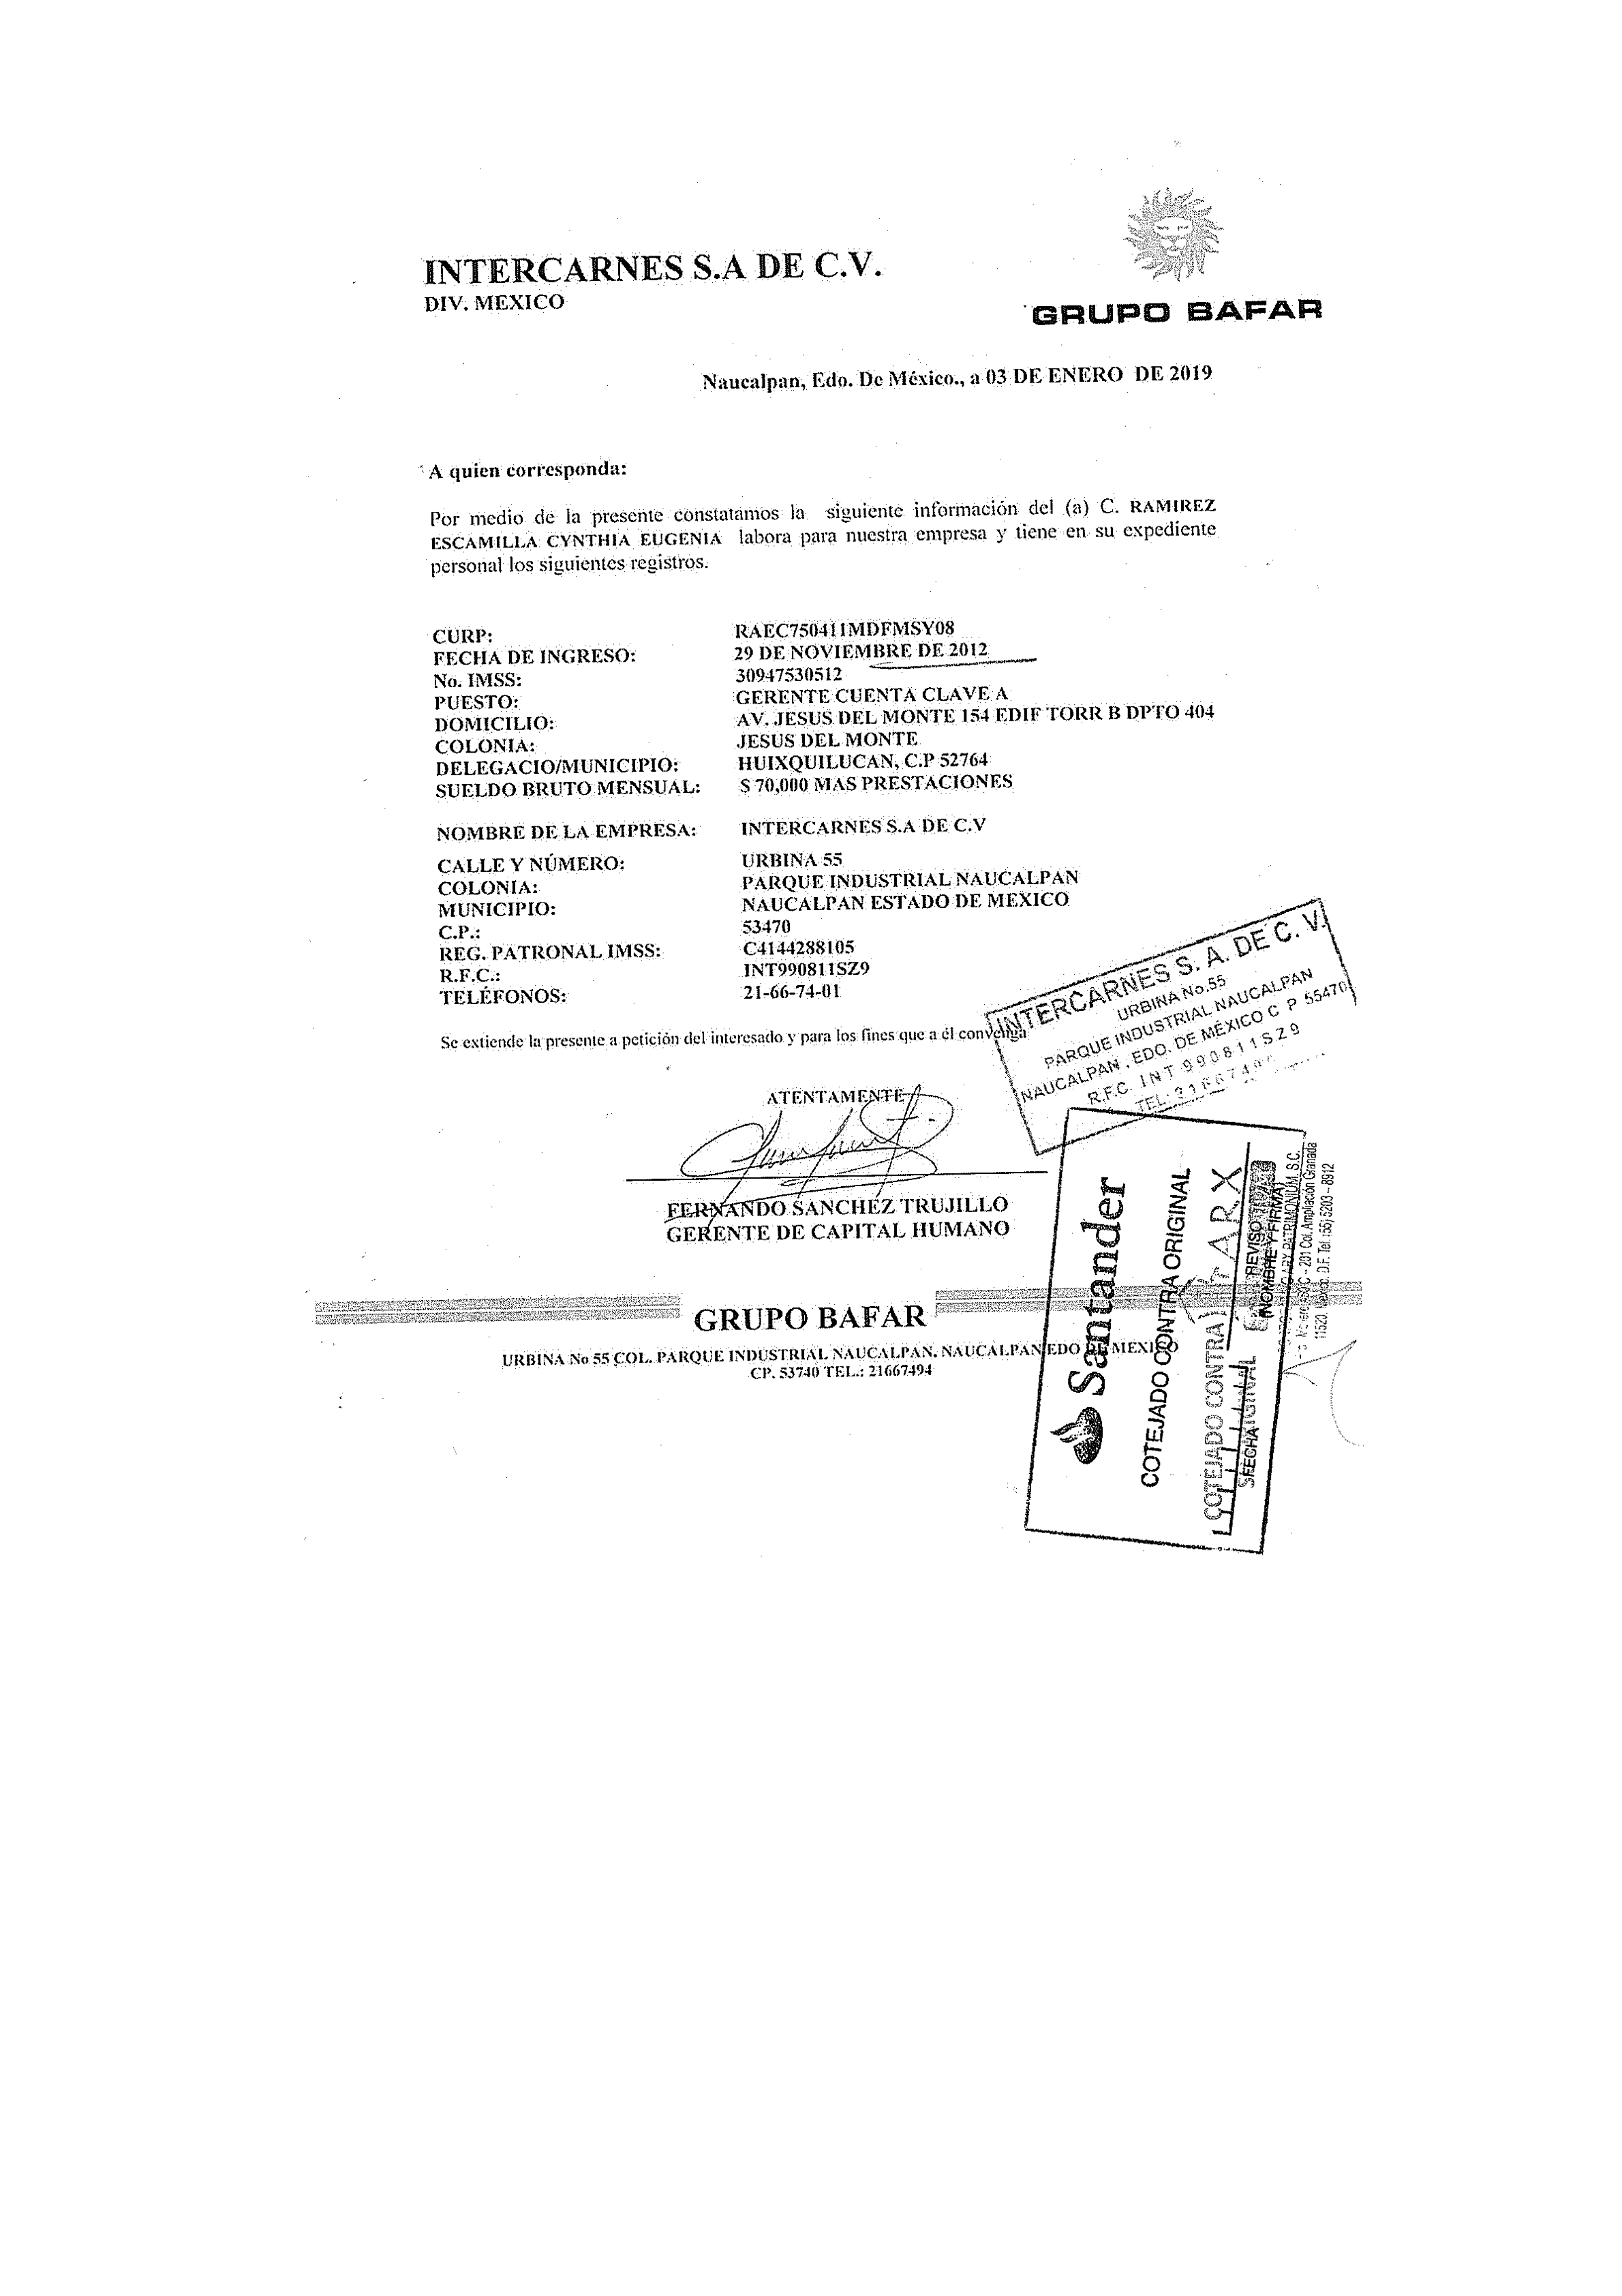 INTERCARNES S.A DE C.V.
DIV. MEXICO
GRUPO BAFAR
Naucalpan, Edo. De México., a 03 DE ENERO DE 2019
A quien corresponda:
Por medio de la presente constatamos la siguiente información del (a) C. RAMIREZ
ESCAMILLA CYNTHIA EUGENIA labora para nuestra empresa y tiene en su expediente
personal los siguientes registros.
CURP: RAEC750411MDFMSY08
FECHA DE INGRESO: 29 DE NOVIEMBRE DE 2012
No. IMSS: 30947530512
PUESTO: GERENTE CUENTA CLAVE A
DOMICILIO: AV. JESUS DEL MONTE 154 EDIF TORR B DPTO 404
COLONIA: JESUS DEL MONTE
DELEGACIO/MUNICIPIO: HUIXQUILUCAN, C.P 52764
SUELDO BRUTO MENSUAL: $ 70,000 MAS PRESTACIONES
NOMBRE DE LA EMPRESA: INTERCARNES S.A DE C.V
CALLE Y NÚMERO: URBINA 55
COLONIA: PARQUE INDUSTRIAL NAUCALPAN
MUNICIPIO: NAUCALPAN ESTADO DE MEXICO
C.P.: 53470
REG. PATRONAL IMSS: C4144288105
R.F.C.: INT990811SZ9
TELÉFONOS: 21-66-74-01
Se extiende la presente a petición del interesado y para los fines que a él convenga
INTERCARNES S. A. DE C. V.
URBINA No.55
PARQUE INDUSTRIAL NAUCALPAN
NAUCALPAN , EDO. DE MÉXICO C P 55470
R.F.C. INT 990811SZ9
TEL:
ATENTAMENTE
FERNANDO SANCHEZ TRUJILLO
GERENTE DE CAPITAL HUMANO
Santander
COTEJADO CONTRA ORIGINAL
COTEJADO CONTRA
REVISO
(NOMBRE Y FIRMA)
FECHA
201 Col. Ampliación Granada
11520, México, D.F. Tel. (55) 5203 - 8912
GRUPO BAFAR
URBINA No 55 COL. PARQUE INDUSTRIAL NAUCALPAN, NAUCALPAN EDO DE MEXICO
CP. 53740 TEL.: 21667494